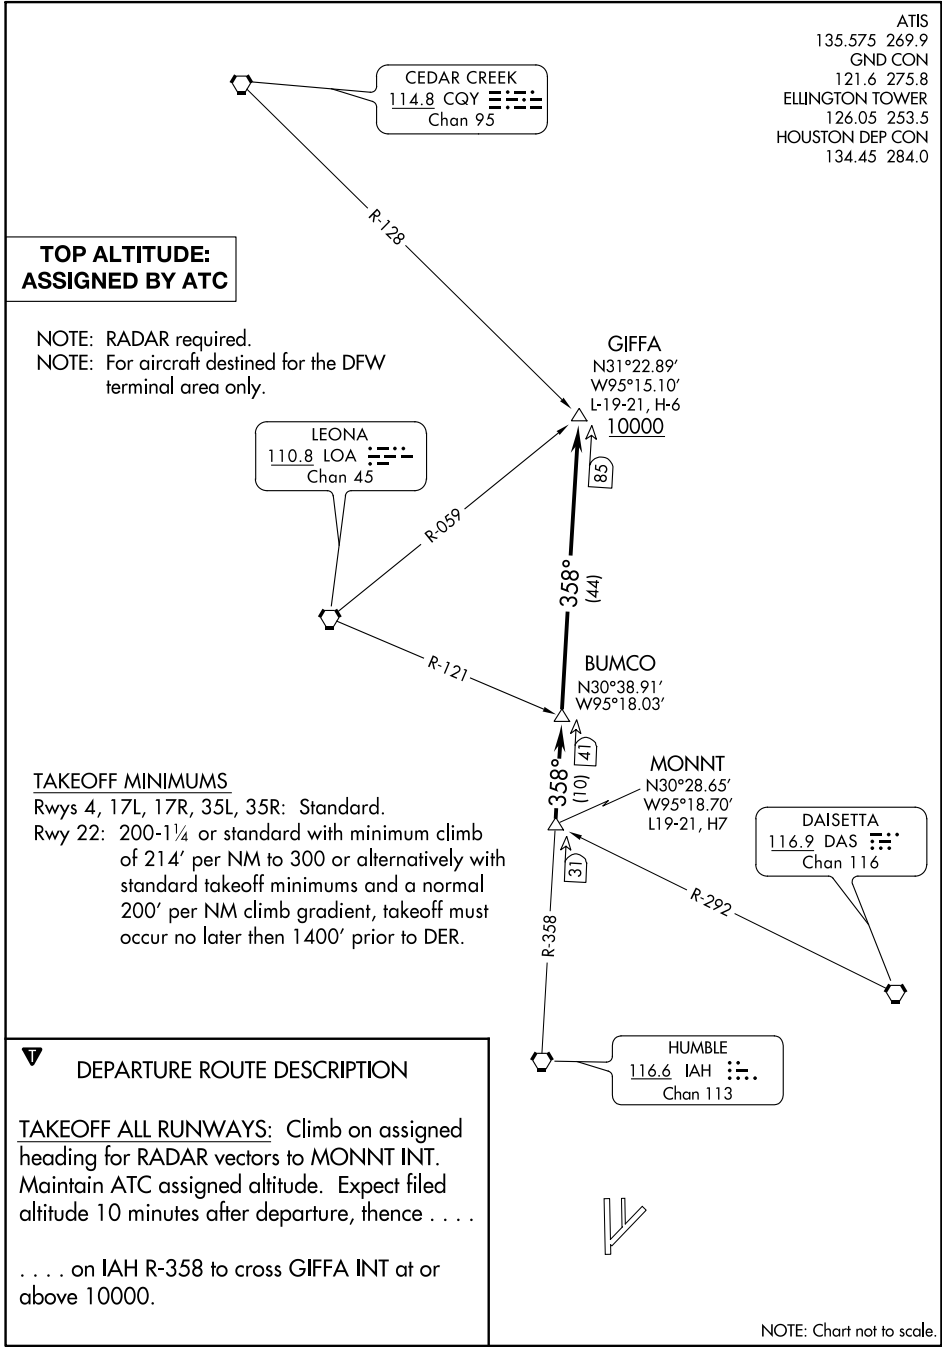 ATIS
135.575 269.9
GND CON
121.6 275.8
ELLINGTON TOWER
126.05 253.5
HOUSTON DEP CON
134.45 284.0
CEDAR CREEK
114.8 CQY
Chan 95
R-128
TOP ALTITUDE:
ASSIGNED BY ATC
NOTE: RADAR required.
NOTE: For aircraft destined for the DFW
terminal area only.
GIFFA
N31°22.89′
W95°15.10′
L-19-21, H-6
10000
85
LEONA
110.8 LOA
Chan 45
R-059
358°
(44)
R-121
BUMCO
N30°38.91′
W95°18.03′
41
358°
(10)
MONNT
N30°28.65′
W95°18.70′
L19-21, H7
31
TAKEOFF MINIMUMS
Rwys 4, 17L, 17R, 35L, 35R: Standard.
Rwy 22: 200-1¼ or standard with minimum climb
of 214′ per NM to 300 or alternatively with
standard takeoff minimums and a normal
200′ per NM climb gradient, takeoff must
occur no later then 1400′ prior to DER.
DAISETTA
116.9 DAS
Chan 116
R-292
R-358
HUMBLE
116.6 IAH
Chan 113
T
DEPARTURE ROUTE DESCRIPTION
TAKEOFF ALL RUNWAYS: Climb on assigned
heading for RADAR vectors to MONNT INT.
Maintain ATC assigned altitude. Expect filed
altitude 10 minutes after departure, thence . . . .
. . . . on IAH R-358 to cross GIFFA INT at or
above 10000.
NOTE: Chart not to scale.